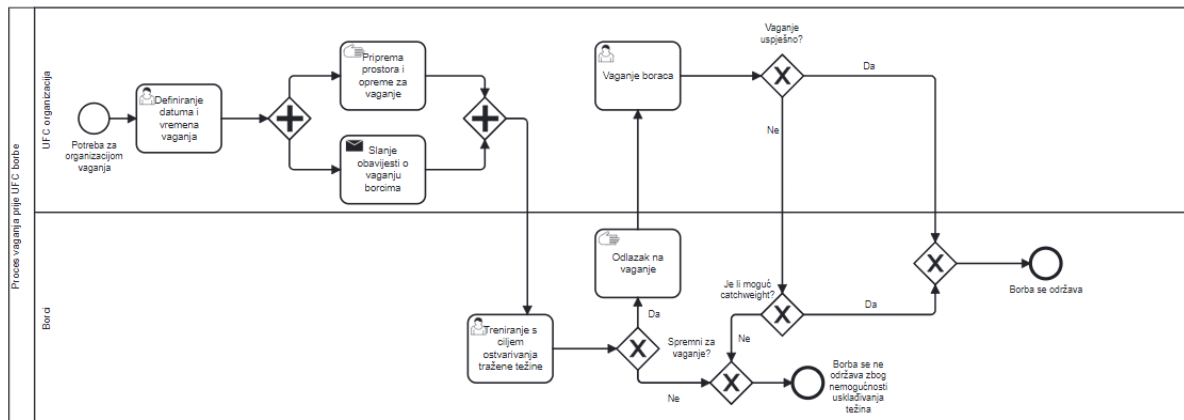 Proces vaganja prije UFC borbe
UFC organizacija
Borci
Potreba za
organizacijom
vaganja
Definiranje
datuma i
vremena
vaganja
Priprema
prostora i
opreme za
vaganje
Slanje
obavijesti o
vaganju
borcima
Treniranje s
ciljem
ostvarivanja
tražene težine
Spremni za
vaganje?
Da
Ne
Odlazak na
vaganje
Vaganje boraca
Vaganje
uspješno?
Da
Ne
Je li moguć
catchweight?
Da
Ne
Borba se održava
Borba se ne
održava zbog
nemogućnosti
usklađivanja
težina